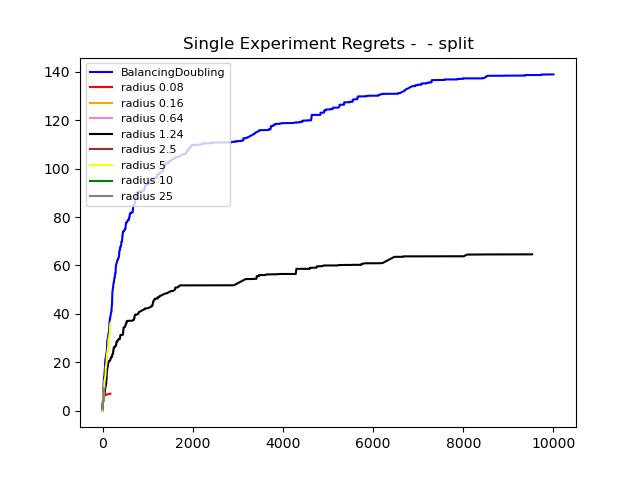 Single Experiment Regrets -  - split
BalancingDoubling
radius 0.08
radius 0.16
radius 0.64
radius 1.24
radius 2.5
radius 5
radius 10
radius 25
140
120
100
80
60
40
20
0
0 2000 4000 6000 8000 10000